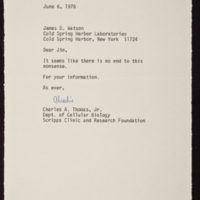 June 6, 1978
James D. Watson
Cold Spring Harbor Laboratories
Cold Spring Harbor, New York 11724
Dear Jim,
It seems like there is no end to this
nonsense.
For your information.
As ever,
Charlie
Charles A. Thomas, Jr.
Dept. of Cellular Biology
Scripps Clinic and Research Foundation